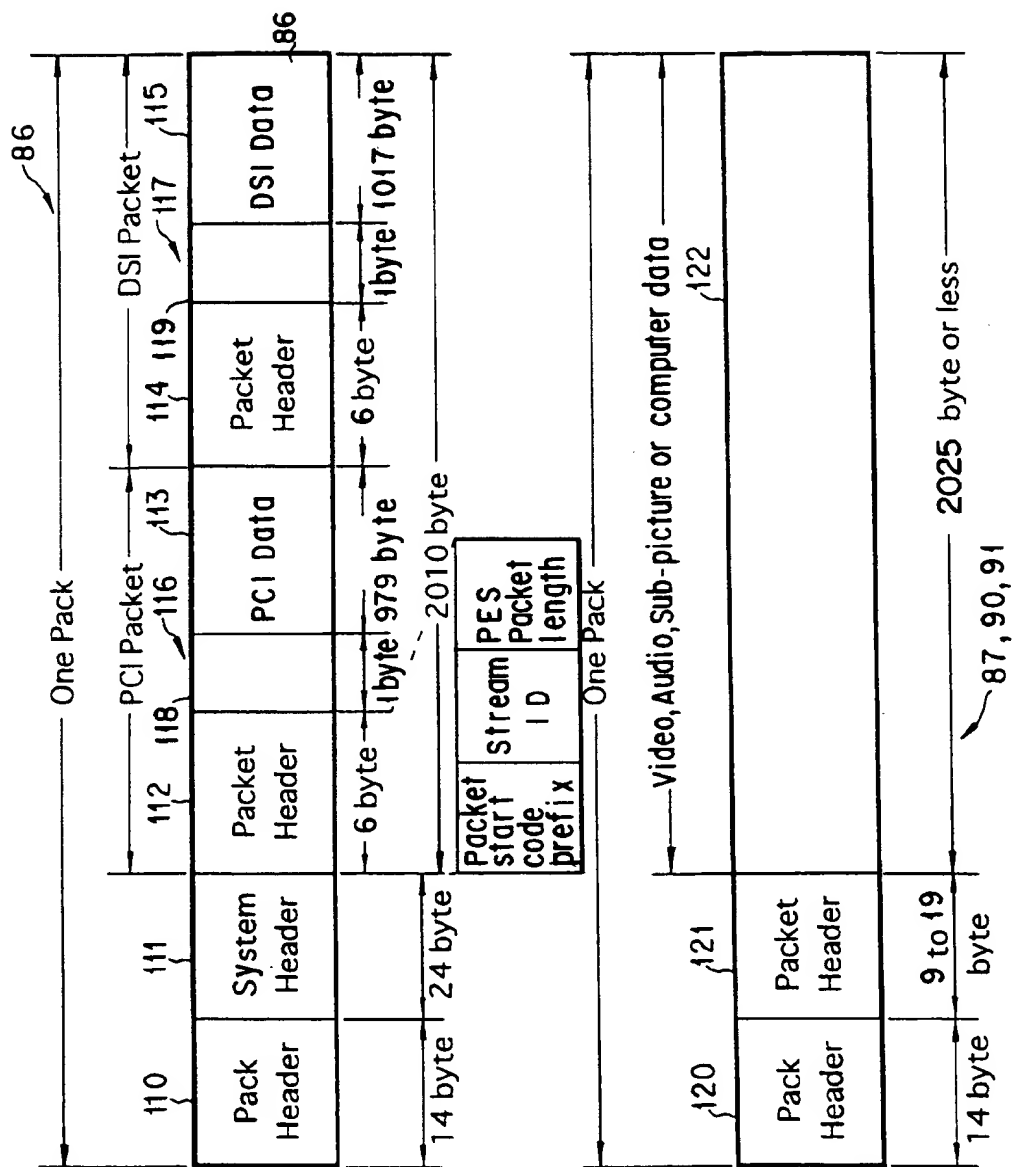 86
One Pack
PCI Packet
DSI Packet
110
111
112
118
116
113
114
119
117
115
Pack
Header
System
Header
Packet
Header
PCI Data
Packet
Header
DSI Data
86
6 byte
1byte
979 byte
6 byte
1byte
1017 byte
14 byte
24 byte
2010 byte
Packet
start
code
prefix
Stream
ID
PES
Packet
length
One Pack
Video, Audio, Sub-picture or computer data
120
121
122
Pack
Header
Packet
Header
14 byte
9 to 19
byte
2025 byte or less
87, 90, 91